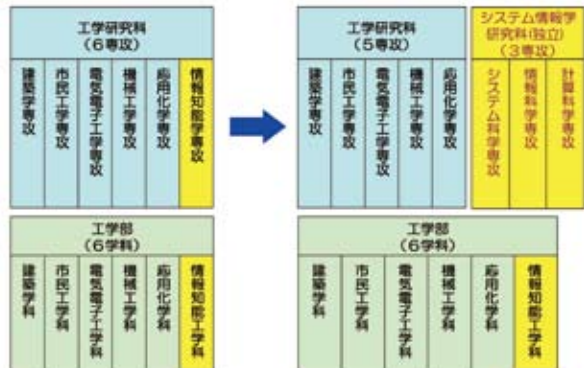 工学研究科
(6専攻)
建築学専攻
市民工学専攻
電気電子工学専攻
機械工学専攻
応用化学専攻
情報知能学専攻
工学研究科
(5専攻)
建築学専攻
市民工学専攻
電気電子工学専攻
機械工学専攻
応用化学専攻
システム情報学
研究科(独立)
(3専攻)
システム科学専攻
情報科学専攻
計算科学専攻
工学部
(6学科)
建築学科
市民工学科
電気電子工学科
機械工学科
応用化学科
情報知能工学科
工学部
(6学科)
建築学科
市民工学科
電気電子工学科
機械工学科
応用化学科
情報知能工学科